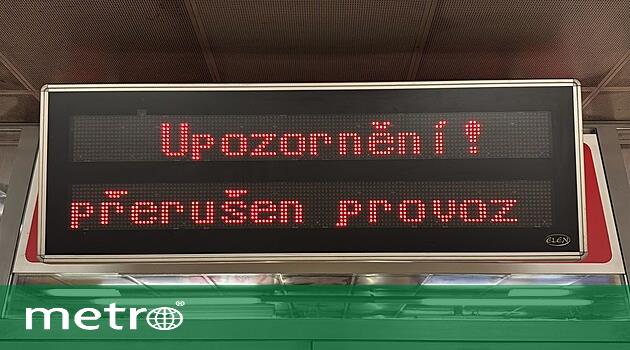 Upozornění!
přerušen provoz
ELEN
metro